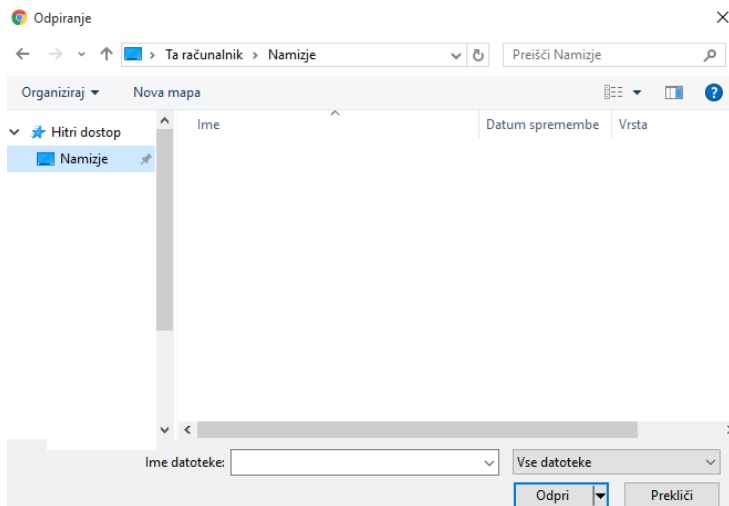 Odpiranje
Ta računalnik > Namizje
Preišči Namizje
Organiziraj
Nova mapa
Hitri dostop
Namizje
Ime
Datum spremembe
Vrsta
Ime datoteke:
Vse datoteke
Odpri
Prekliči